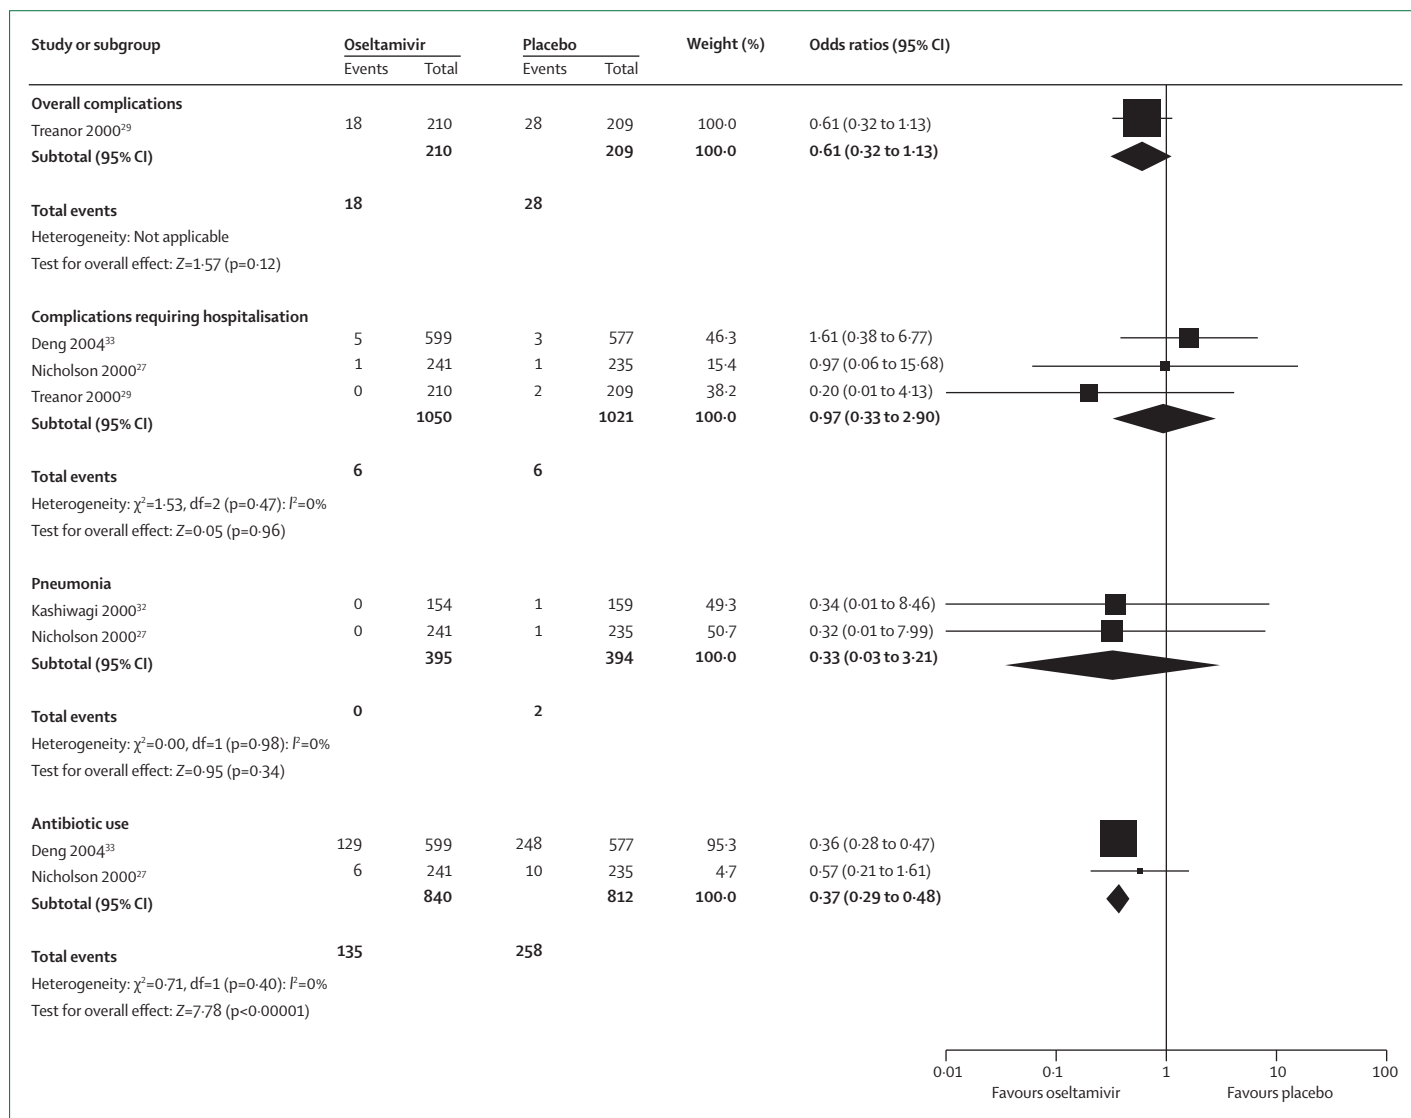 Study or subgroup Oseltamivir Placebo Weight (%) Odds ratios (95% CI)
Events Total Events Total
Overall complications
Treanor 2000²⁹ 18 210 28 209 100·0 0·61 (0·32 to 1·13)
Subtotal (95% CI) 210 209 100·0 0·61 (0·32 to 1·13)
Total events 18 28
Heterogeneity: Not applicable
Test for overall effect: Z=1·57 (p=0·12)
Complications requiring hospitalisation
Deng 2004³³ 5 599 3 577 46·3 1·61 (0·38 to 6·77)
Nicholson 2000²⁷ 1 241 1 235 15·4 0·97 (0·06 to 15·68)
Treanor 2000²⁹ 0 210 2 209 38·2 0·20 (0·01 to 4·13)
Subtotal (95% CI) 1050 1021 100·0 0·97 (0·33 to 2·90)
Total events 6 6
Heterogeneity: χ²=1·53, df=2 (p=0·47): I²=0%
Test for overall effect: Z=0·05 (p=0·96)
Pneumonia
Kashiwagi 2000³² 0 154 1 159 49·3 0·34 (0·01 to 8·46)
Nicholson 2000²⁷ 0 241 1 235 50·7 0·32 (0·01 to 7·99)
Subtotal (95% CI) 395 394 100·0 0·33 (0·03 to 3·21)
Total events 0 2
Heterogeneity: χ²=0·00, df=1 (p=0·98): I²=0%
Test for overall effect: Z=0·95 (p=0·34)
Antibiotic use
Deng 2004³³ 129 599 248 577 95·3 0·36 (0·28 to 0·47)
Nicholson 2000²⁷ 6 241 10 235 4·7 0·57 (0·21 to 1·61)
Subtotal (95% CI) 840 812 100·0 0·37 (0·29 to 0·48)
Total events 135 258
Heterogeneity: χ²=0·71, df=1 (p=0·40): I²=0%
Test for overall effect: Z=7·78 (p<0·00001)
0·01 0·1 1 10 100
Favours oseltamivir Favours placebo